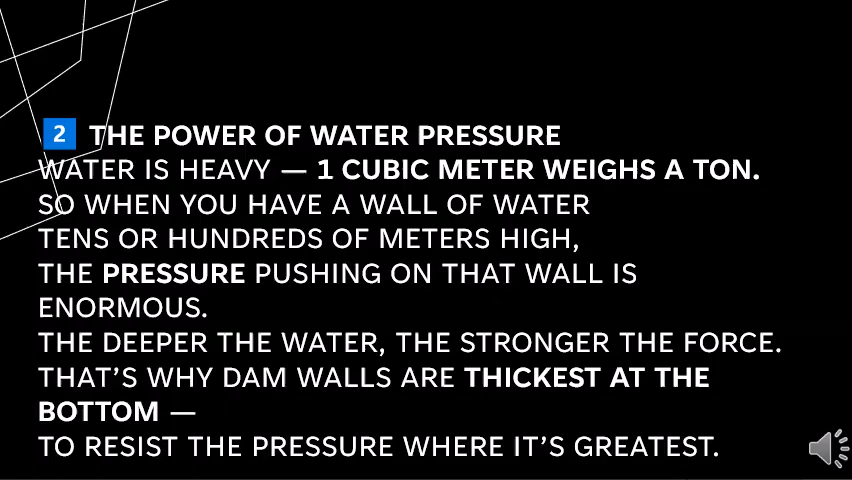 2 THE POWER OF WATER PRESSURE
WATER IS HEAVY — 1 CUBIC METER WEIGHS A TON.
SO WHEN YOU HAVE A WALL OF WATER
TENS OR HUNDREDS OF METERS HIGH,
THE PRESSURE PUSHING ON THAT WALL IS
ENORMOUS.
THE DEEPER THE WATER, THE STRONGER THE FORCE.
THAT’S WHY DAM WALLS ARE THICKEST AT THE
BOTTOM —
TO RESIST THE PRESSURE WHERE IT’S GREATEST.